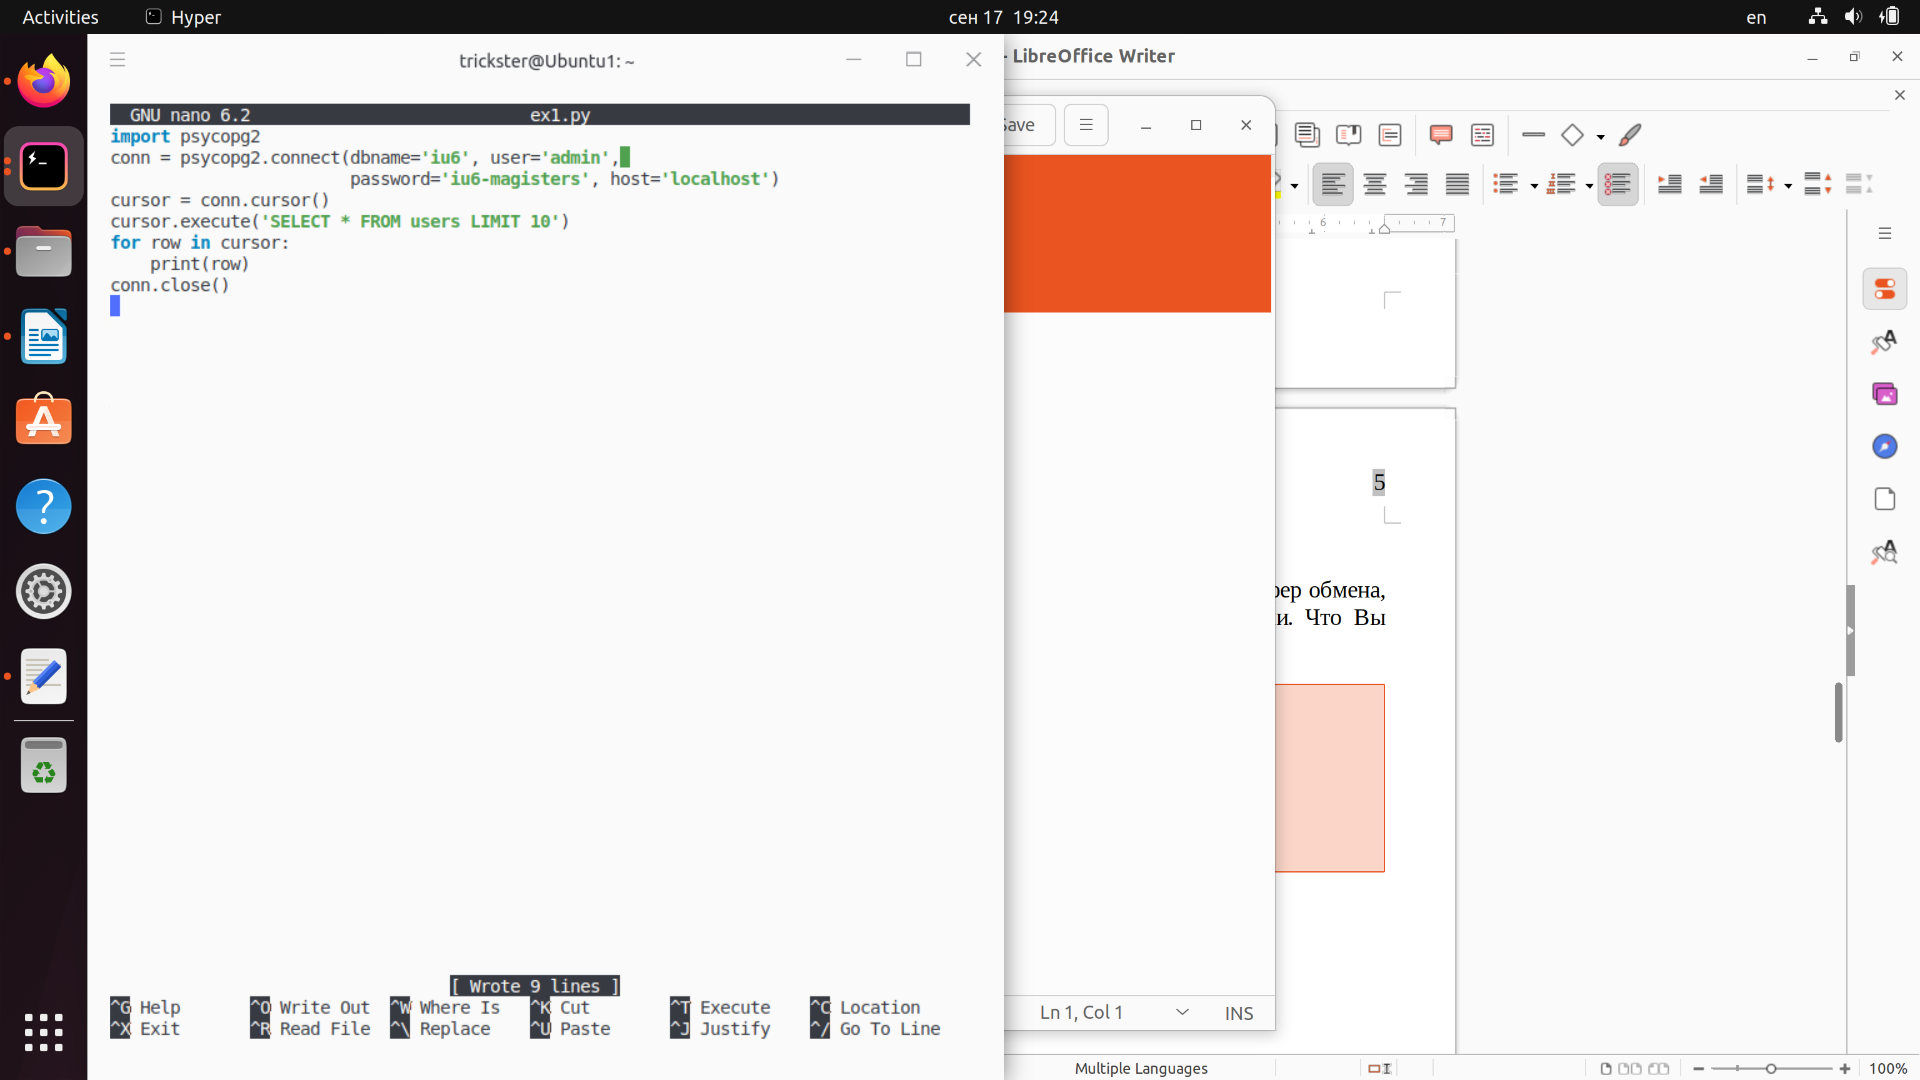 Activities
Hyper
сен 17 19:24
en
trickster@Ubuntu1: ~
- LibreOffice Writer
GNU nano 6.2 ex1.py
import psycopg2
conn = psycopg2.connect(dbname='iu6', user='admin',
password='iu6-magisters', host='localhost')
cursor = conn.cursor()
cursor.execute('SELECT * FROM users LIMIT 10')
for row in cursor:
print(row)
conn.close()
[ Wrote 9 lines ]
^G Help ^O Write Out ^W Where Is ^K Cut ^T Execute ^C Location
^X Exit ^R Read File ^\ Replace ^U Paste ^J Justify ^/ Go To Line
6 7
5
обмена,
Что Вы
Ln 1, Col 1
INS
Multiple Languages
100%